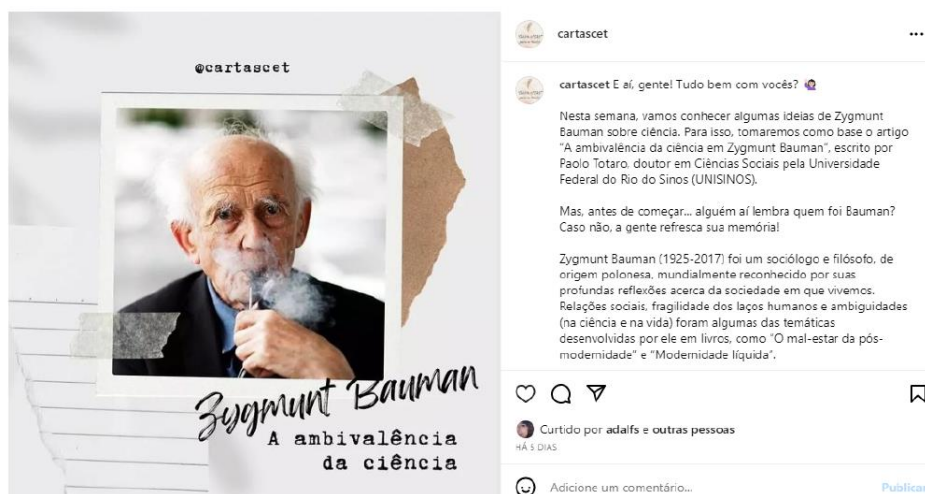 @cartascet
Zygmunt Bauman
A ambivalência
da ciência
cartascet
cartascet E aí, gente! Tudo bem com vocês?
Nesta semana, vamos conhecer algumas ideias de Zygmunt
Bauman sobre ciência. Para isso, tomaremos como base o artigo
“A ambivalência da ciência em Zygmunt Bauman”, escrito por
Paolo Totaro, doutor em Ciências Sociais pela Universidade
Federal do Rio do Sinos (UNISINOS).
Mas, antes de começar... alguém aí lembra quem foi Bauman?
Caso não, a gente refresca sua memória!
Zygmunt Bauman (1925-2017) foi um sociólogo e filósofo, de
origem polonesa, mundialmente reconhecido por suas
profundas reflexões acerca da sociedade em que vivemos.
Relações sociais, fragilidade dos laços humanos e ambiguidades
(na ciência e na vida) foram algumas das temáticas
desenvolvidas por ele em livros, como “O mal-estar da pós-
modernidade” e “Modernidade líquida”.
Curtido por adalfs e outras pessoas
HÁ 5 DIAS
Adicione um comentário...
Publicar